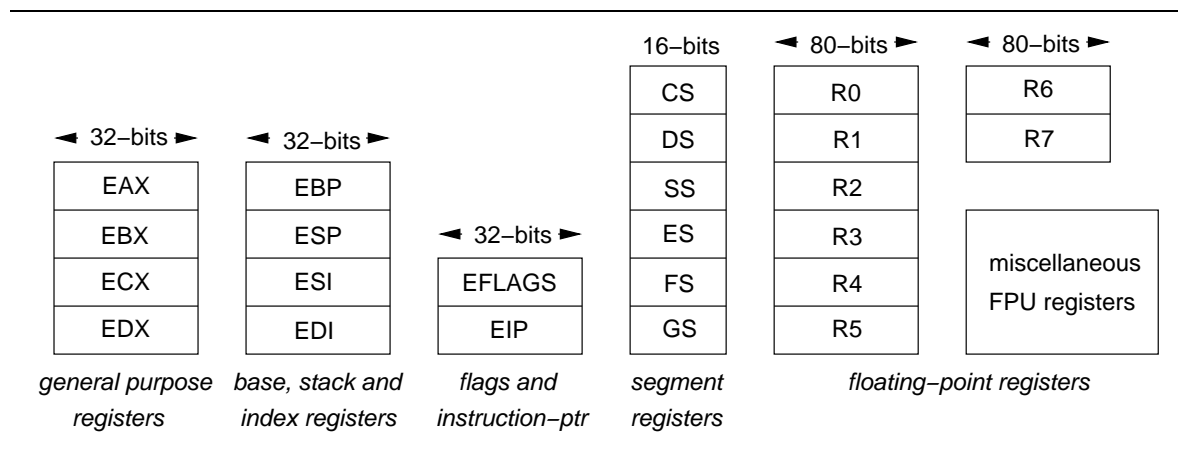 16−bits
80−bits
80−bits
CS
R0
R6
32−bits
32−bits
DS
R1
R7
EAX
EBP
SS
R2
EBX
ESP
32−bits
ES
R3
ECX
ESI
EFLAGS
FS
R4
miscellaneous
FPU registers
EDX
EDI
EIP
GS
R5
general purpose
registers
base, stack and
index registers
flags and
instruction−ptr
segment
registers
floating−point registers